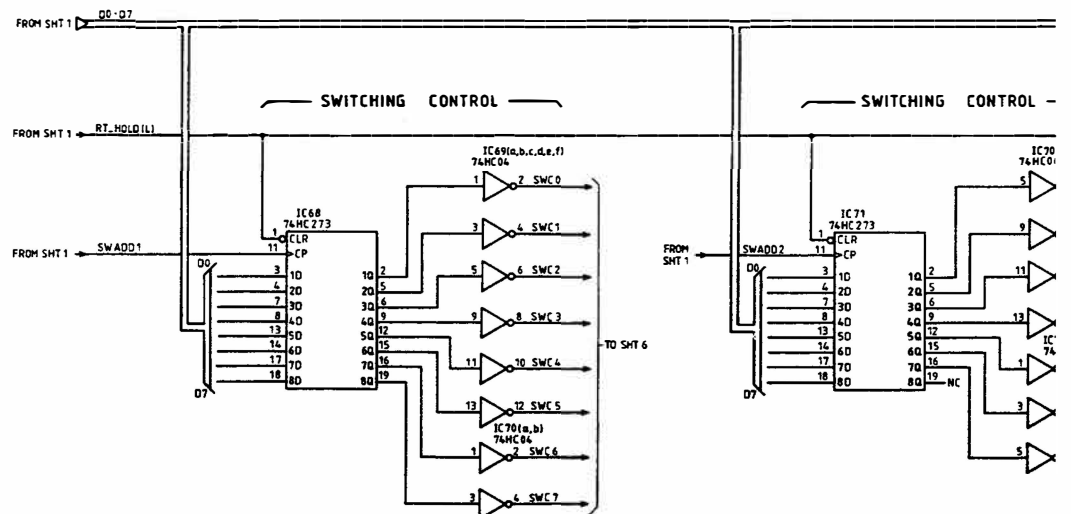 FROM SHT 1 D0-D7
SWITCHING CONTROL
SWITCHING CONTROL
FROM SHT 1 RT_HOLD(L)
IC69(a,b,c,d,e,f)
74HC04
1 2 SWC0
3 4 SWC1
5 6 SWC2
9 8 SWC3
11 10 SWC4
13 12 SWC5
IC70(a,b)
74HC04
1 2 SWC6
3 4 SWC7
TO SHT 6
IC68
74HC273
1 CLR
FROM SHT 1 SWADD1 11 >CP
D0
3 1D 1Q 2
4 2D 2Q 5
7 3D 3Q 6
8 4D 4Q 9
13 5D 5Q 12
14 6D 6Q 15
17 7D 7Q 16
18 8D 8Q 19
D7
IC71
74HC273
1 CLR
FROM SHT 1 SWADD2 11 >CP
D0
3 1D 1Q 2
4 2D 2Q 5
7 3D 3Q 6
8 4D 4Q 9
13 5D 5Q 12
14 6D 6Q 15
17 7D 7Q 16
18 8D 8Q 19 NC
D7
IC70
74HC0
5
9
11
13
74
1
3
5